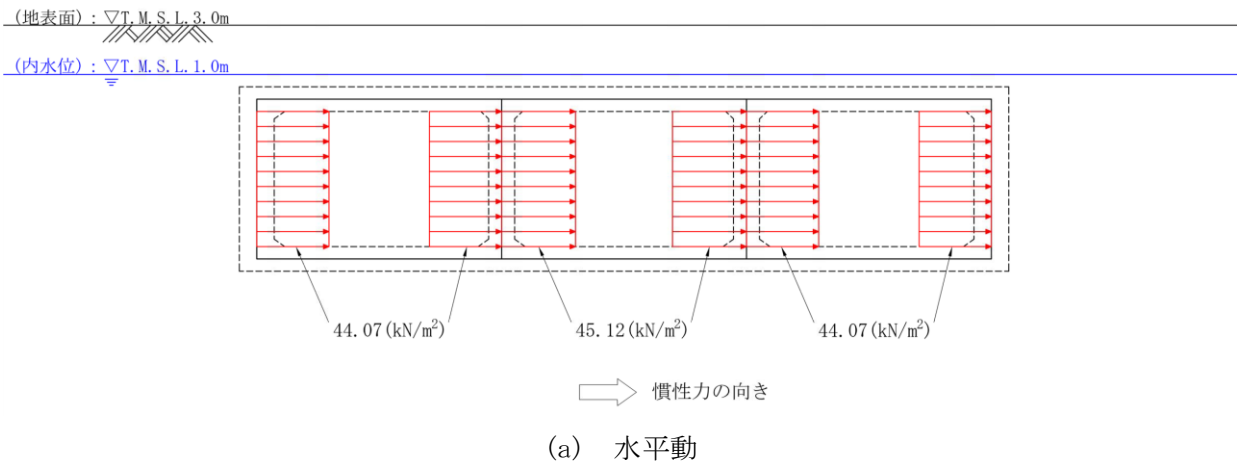 (地表面) : ▽T.M.S.L.3.0m
(内水位) : ▽T.M.S.L.1.0m
44.07(kN/m²) 45.12(kN/m²) 44.07(kN/m²)
慣性力の向き
(a) 水平動